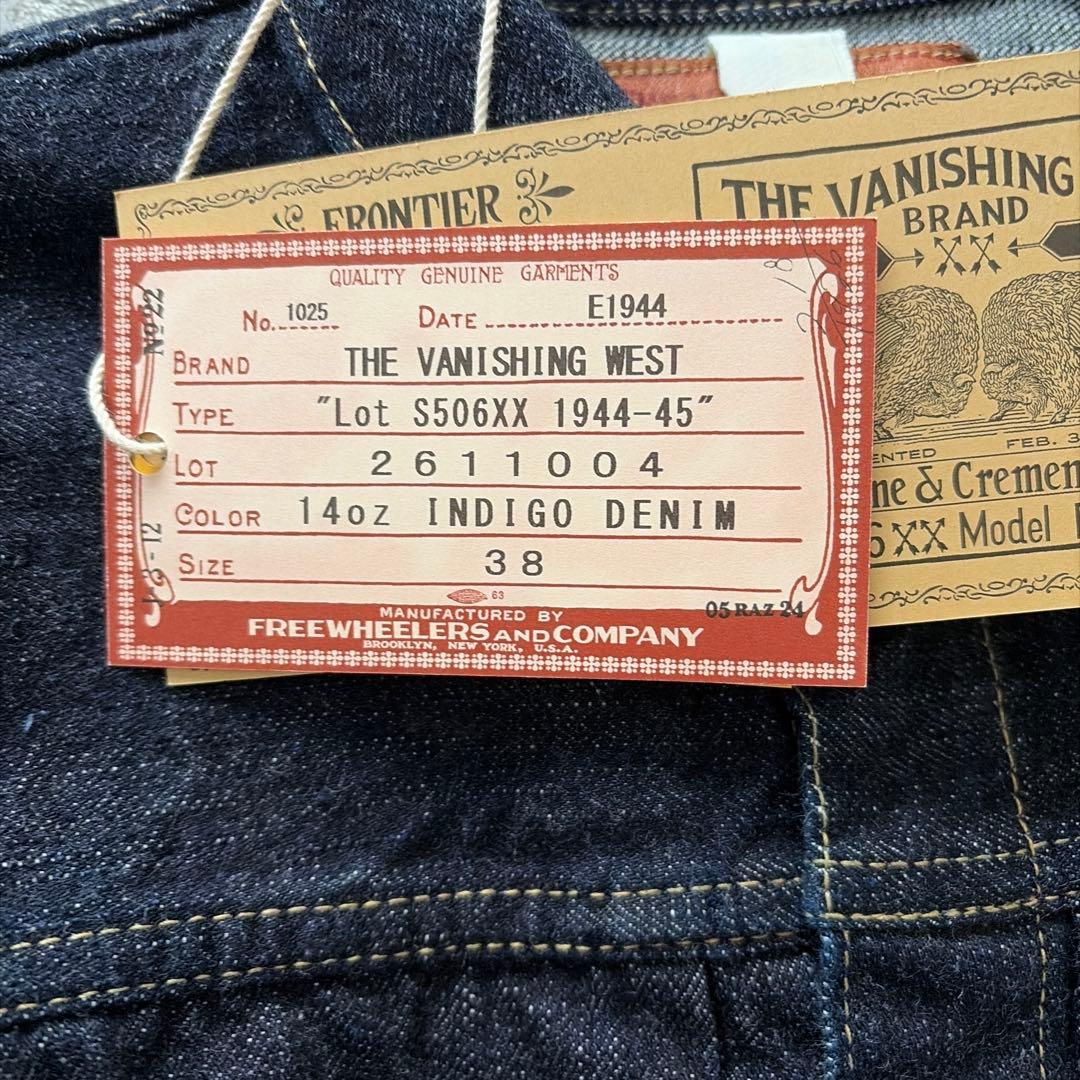 FRONTIER
THE VANISHING
BRAND
QUALITY GENUINE GARMENTS
No. 1025 DATE E1944
BRAND THE VANISHING WEST
TYPE "Lot S506XX 1944-45"
LOT 2611004
COLOR 14oz INDIGO DENIM
SIZE 38
63
MANUFACTURED BY
FREEWHEELERS AND COMPANY
BROOKLYN, NEW YORK, U.S.A.
05 RAZ 24
No 22
FEB. 3
& Cremen
XX Model